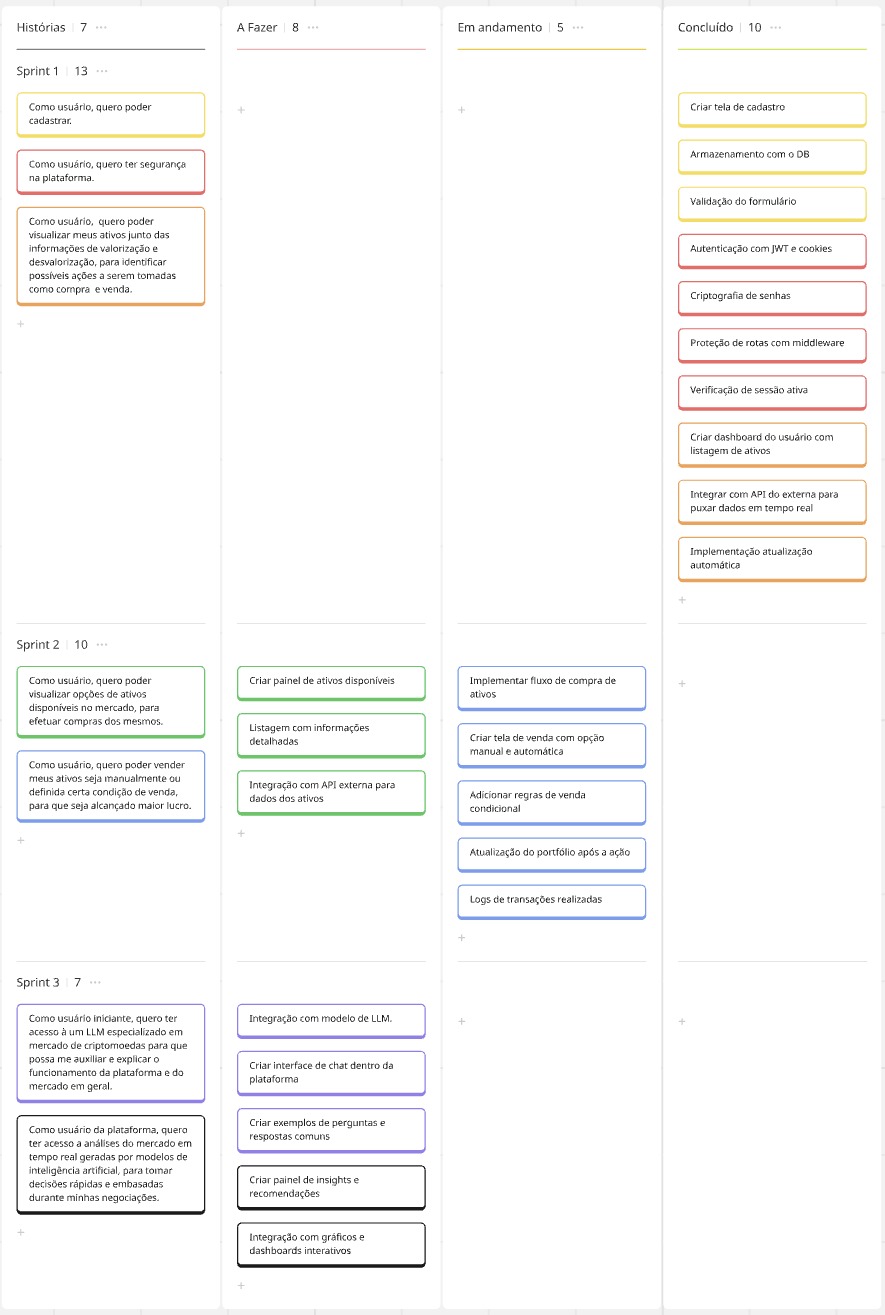 Histórias | 7 ···
A Fazer | 8 ···
Em andamento | 5 ···
Concluído | 10 ···
Sprint 1 | 13 ···
Como usuário, quero poder
cadastrar.
Como usuário, quero ter segurança
na plataforma.
Como usuário, quero poder
visualizar meus ativos junto das
informações de valorização e
desvalorização, para identificar
possíveis ações a serem tomadas
como compra e venda.
+
+
+
Criar tela de cadastro
Armazenamento com o DB
Validação do formulário
Autenticação com JWT e cookies
Criptografia de senhas
Proteção de rotas com middleware
Verificação de sessão ativa
Criar dashboard do usuário com
listagem de ativos
Integrar com API do externa para
puxar dados em tempo real
Implementação atualização
automática
+
Sprint 2 | 10 ···
Como usuário, quero poder
visualizar opções de ativos
disponíveis no mercado, para
efetuar compras dos mesmos.
Como usuário, quero poder vender
meus ativos seja manualmente ou
definida certa condição de venda,
para que seja alcançado maior lucro.
+
Criar painel de ativos disponíveis
Listagem com informações
detalhadas
Integração com API externa para
dados dos ativos
+
Implementar fluxo de compra de
ativos
Criar tela de venda com opção
manual e automática
Adicionar regras de venda
condicional
Atualização do portfólio após a ação
Logs de transações realizadas
+
+
Sprint 3 | 7 ···
Como usuário iniciante, quero ter
acesso à um LLM especializado em
mercado de criptomoedas para que
possa me auxiliar e explicar o
funcionamento da plataforma e do
mercado em geral.
Como usuário da plataforma, quero
ter acesso a análises do mercado em
tempo real geradas por modelos de
inteligência artificial, para tomar
decisões rápidas e embasadas
durante minhas negociações.
+
Integração com modelo de LLM.
Criar interface de chat dentro da
plataforma
Criar exemplos de perguntas e
respostas comuns
Criar painel de insights e
recomendações
Integração com gráficos e
dashboards interativos
+
+
+